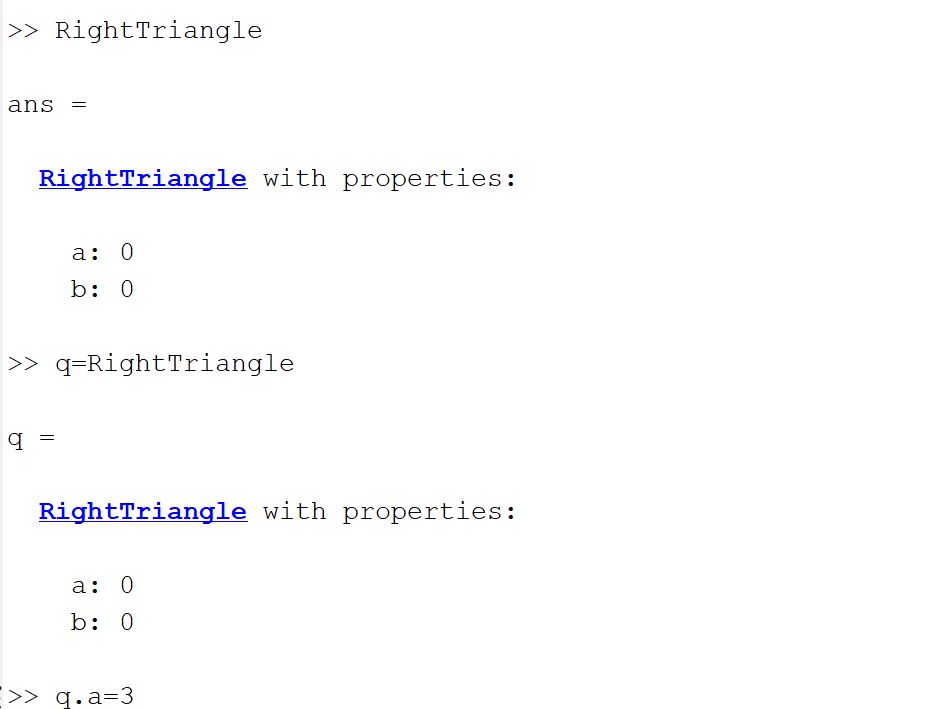 >> RightTriangle
ans =
RightTriangle with properties:
a: 0
b: 0
>> q=RightTriangle
q =
RightTriangle with properties:
a: 0
b: 0
>> q.a=3